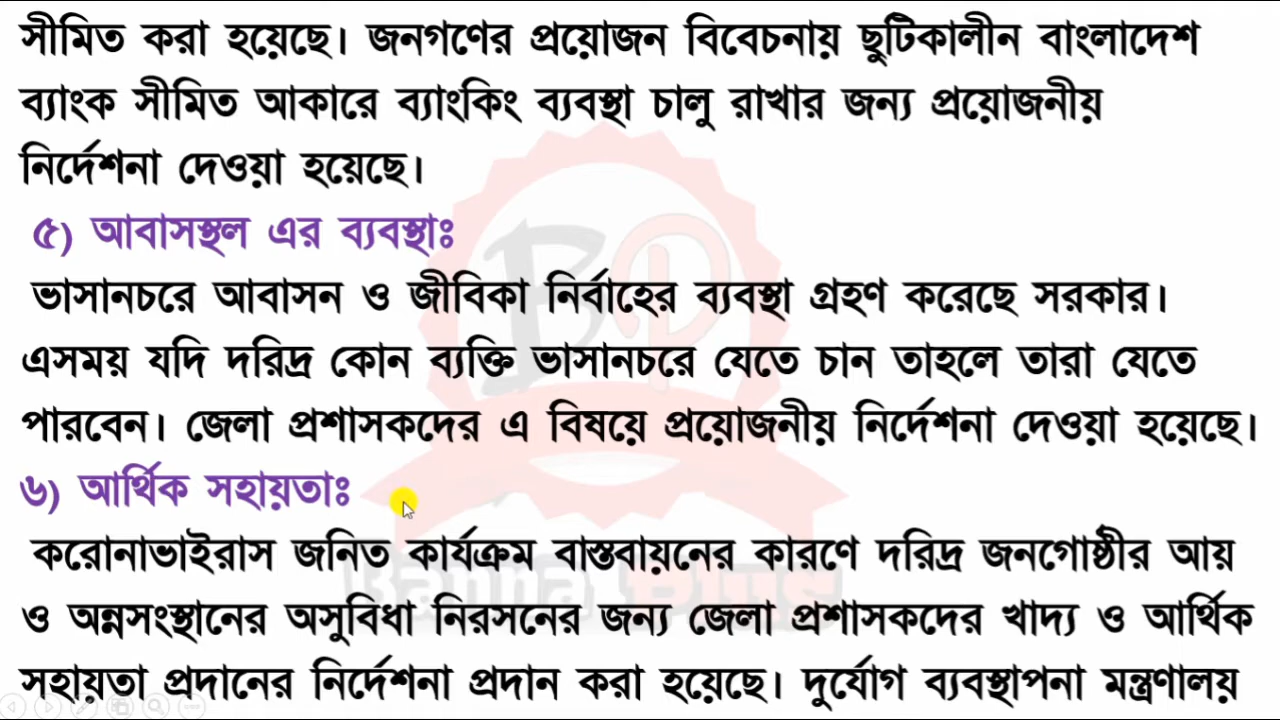 সীমিত করা হয়েছে। জনগণের প্রয়োজন বিবেচনায় ছুটিকালীন বাংলাদেশ
ব্যাংক সীমিত আকারে ব্যাংকিং ব্যবস্থা চালু রাখার জন্য প্রয়োজনীয়
নির্দেশনা দেওয়া হয়েছে।
৫) আবাসস্থল এর ব্যবস্থাঃ
ভাসানচরে আবাসন ও জীবিকা নির্বাহের ব্যবস্থা গ্রহণ করেছে সরকার।
এসময় যদি দরিদ্র কোন ব্যক্তি ভাসানচরে যেতে চান তাহলে তারা যেতে
পারবেন। জেলা প্রশাসকদের এ বিষয়ে প্রয়োজনীয় নির্দেশনা দেওয়া হয়েছে।
৬) আর্থিক সহায়তাঃ
করোনাভাইরাস জনিত কার্যক্রম বাস্তবায়নের কারণে দরিদ্র জনগোষ্ঠীর আয়
ও অন্নসংস্থানের অসুবিধা নিরসনের জন্য জেলা প্রশাসকদের খাদ্য ও আর্থিক
সহায়তা প্রদানের নির্দেশনা প্রদান করা হয়েছে। দুর্যোগ ব্যবস্থাপনা মন্ত্রণালয়
BP